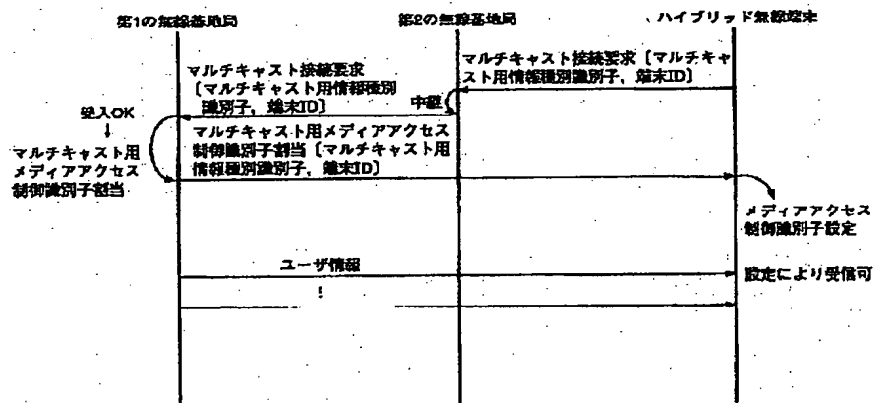 第1の無線基地局
第2の無線基地局
ハイブリッド無線端末
マルチキャスト接続要求〔マルチキャ
スト用情報種別識別子，端末ID〕
マルチキャスト接続要求
〔マルチキャスト用情報種別
識別子，端末ID〕
中継
受入OK
↓
マルチキャスト用
メディアアクセス
制御識別子割当
マルチキャスト用メディアアクセス
制御識別子割当〔マルチキャスト用
情報種別識別子，端末ID〕
メディアアクセス
制御識別子設定
ユーザ情報
設定により受信可